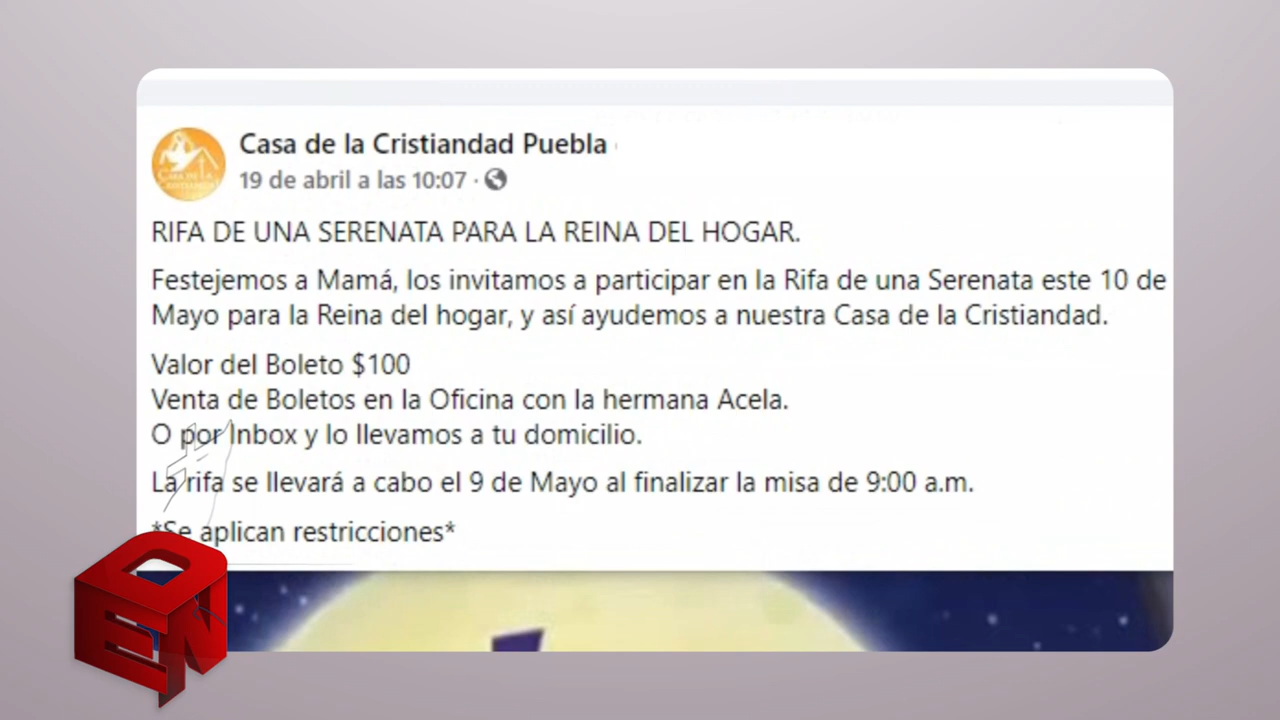 Casa de la Cristiandad Puebla
19 de abril a las 10:07 ·
RIFA DE UNA SERENATA PARA LA REINA DEL HOGAR.
Festejemos a Mamá, los invitamos a participar en la Rifa de una Serenata este 10 de
Mayo para la Reina del hogar, y así ayudemos a nuestra Casa de la Cristiandad.
Valor del Boleto $100
Venta de Boletos en la Oficina con la hermana Acela.
O por Inbox y lo llevamos a tu domicilio.
La rifa se llevará a cabo el 9 de Mayo al finalizar la misa de 9:00 a.m.
*Se aplican restricciones*